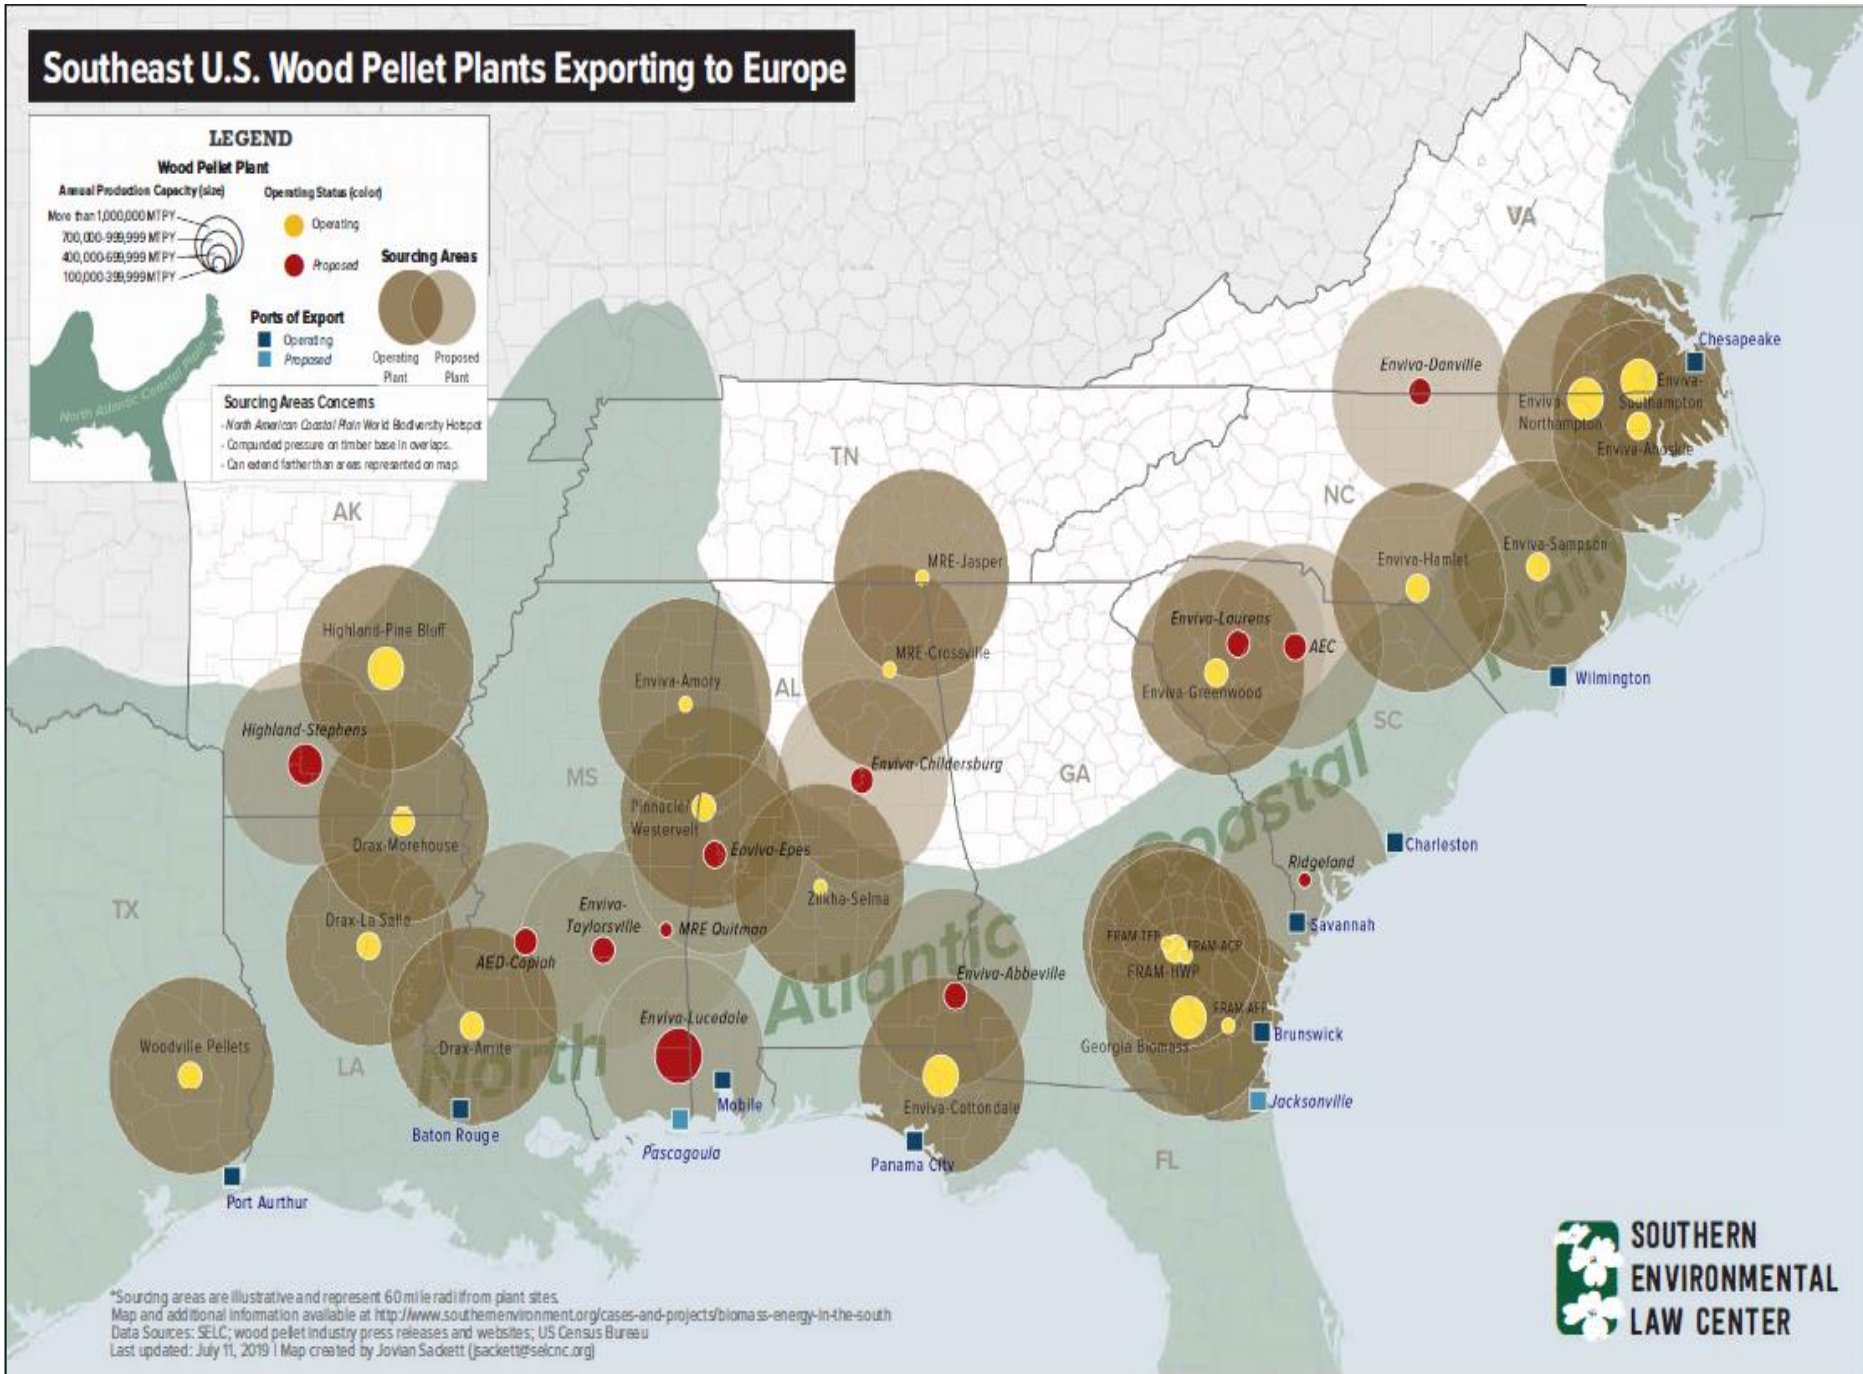 Southeast U.S. Wood Pellet Plants Exporting to Europe
LEGEND
Wood Pellet Plant
Annual Production Capacity (size)
More than 1,000,000 MTPY
700,000-999,999 MTPY
400,000-699,999 MTPY
100,000-399,999 MTPY
Operating Status (color)
Operating
Proposed
Sourcing Areas
Operating
Plant
Proposed
Plant
Ports of Export
Operating
Proposed
North Atlantic Coastal Plain
Sourcing Areas Concerns
- North American Coastal Plain World Biodiversity Hotspot
- Compounded pressure on timber base in overlaps.
- Can extend farther than areas represented on map.
VA
Chesapeake
Enviva-Danville
Enviva-
Southampton
Enviva-
Northampton
Enviva-Ahoskie
TN
NC
AK
MRE-Jasper
Enviva-Hamlet
Enviva-Sampson
Highland-Pine Bluff
Enviva-Laurens
AEC
MRE-Crossville
Enviva-Amory
AL
Enviva-Greenwood
Wilmington
SC
Highland-Stephens
Enviva-Childersburg
MS
GA
Pinnacle/
Westervelt
Enviva-Epes
Drax-Morehouse
Charleston
Ridgeland
Zilkha-Selma
TX
Drax-La Salle
Enviva-
Taylorsville
MRE Quitman
Savannah
FRAM-TFP
FRAM-ACP
FRAM-HWP
AED-Copiah
Enviva-Abbeville
FRAM-AFP
Enviva-Lucedale
Brunswick
Georgia Biomass
Woodville Pellets
Drax-Amite
LA
North
Atlantic
Coastal
Plain
Enviva-Cottondale
Mobile
Jacksonville
Baton Rouge
Pascagoula
Panama City
FL
Port Aurthur
*Sourcing areas are illustrative and represent 60 mile radii from plant sites.
Map and additional information available at http://www.southernenvironment.org/cases-and-projects/biomass-energy-in-the-south
Data Sources: SELC; wood pellet industry press releases and websites; US Census Bureau
Last updated: July 11, 2019 | Map created by Jovian Sackett (jsackett@selcnc.org)
SOUTHERN
ENVIRONMENTAL
LAW CENTER